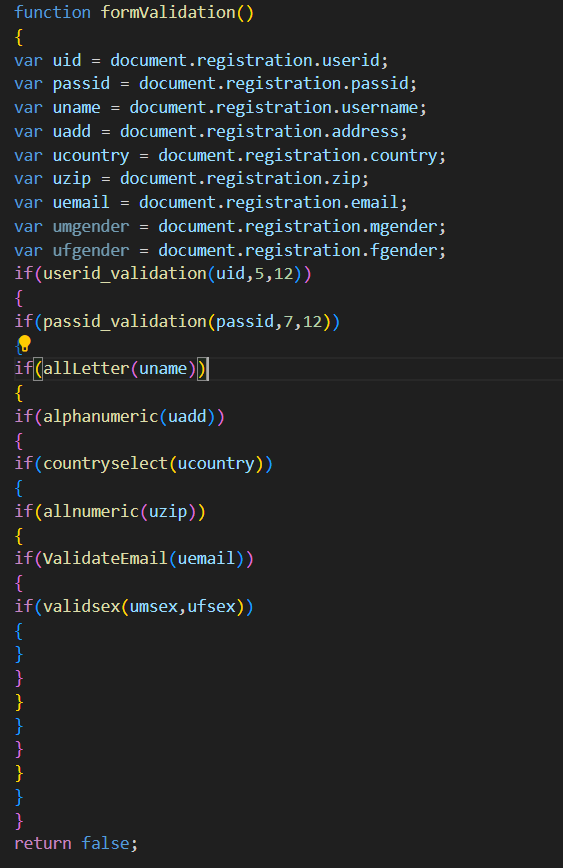 function formValidation()
{
var uid = document.registration.userid;
var passid = document.registration.passid;
var uname = document.registration.username;
var uadd = document.registration.address;
var ucountry = document.registration.country;
var uzip = document.registration.zip;
var uemail = document.registration.email;
var umgender = document.registration.mgender;
var ufgender = document.registration.fgender;
if(userid_validation(uid,5,12))
{
if(passid_validation(passid,7,12))
{
if(allLetter(uname))
{
if(alphanumeric(uadd))
{
if(countryselect(ucountry))
{
if(allnumeric(uzip))
{
if(ValidateEmail(uemail))
{
if(validsex(umsex,ufsex))
{
}
}
}
}
}
}
}
}
return false;